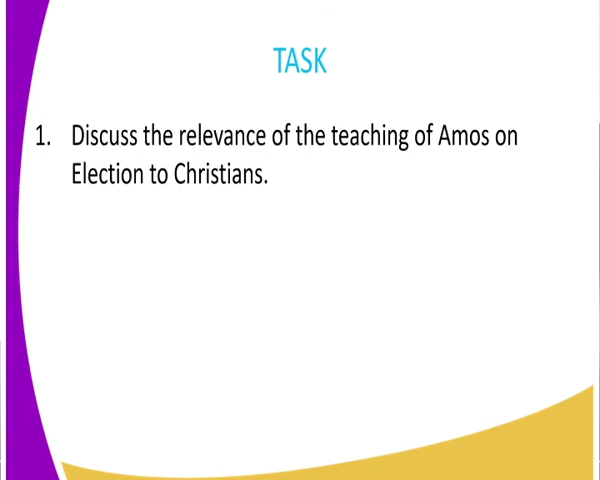 TASK
1. Discuss the relevance of the teaching of Amos on
Election to Christians.